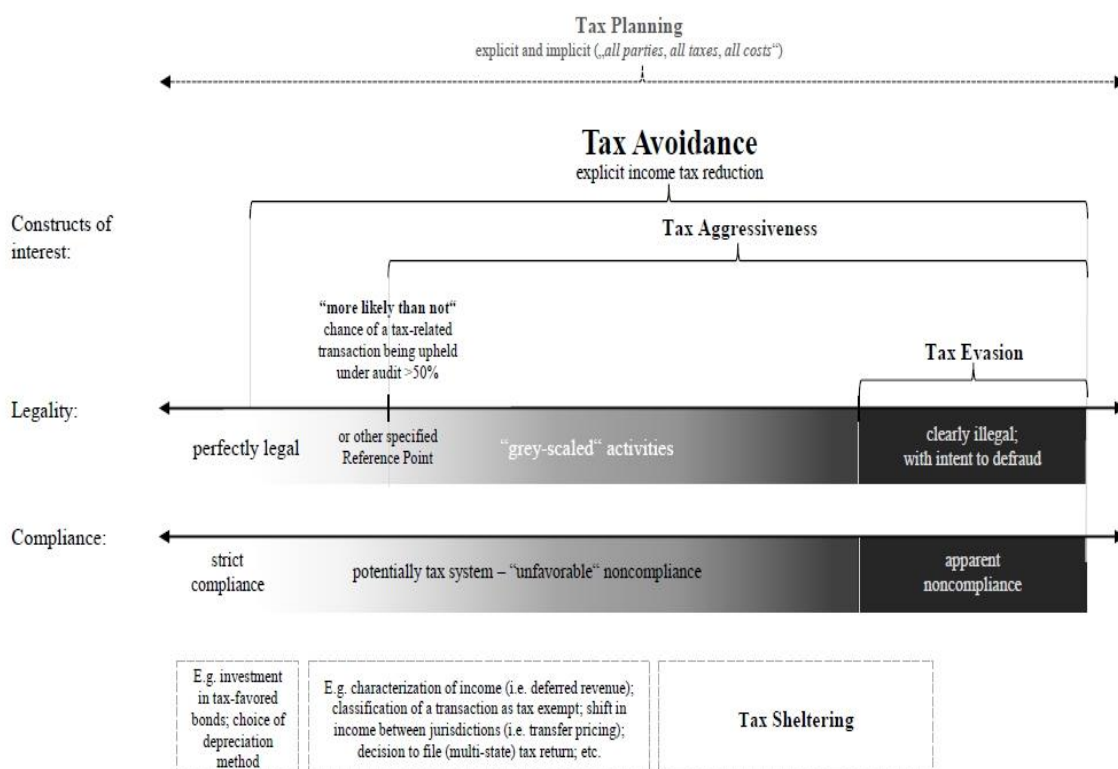 Tax Planning
explicit and implicit („all parties, all taxes, all costs“)
Tax Avoidance
explicit income tax reduction
Constructs of
interest:
Tax Aggressiveness
“more likely than not“
chance of a tax-related
transaction being upheld
under audit >50%
Tax Evasion
Legality:
perfectly legal
or other specified
Reference Point
“grey-scaled“ activities
clearly illegal;
with intent to defraud
Compliance:
strict
compliance
potentially tax system – “unfavorable“ noncompliance
apparent
noncompliance
E.g. investment
in tax-favored
bonds; choice of
depreciation
method
E.g. characterization of income (i.e. deferred revenue);
classification of a transaction as tax exempt; shift in
income between jurisdictions (i.e. transfer pricing);
decision to file (multi-state) tax return; etc.
Tax Sheltering